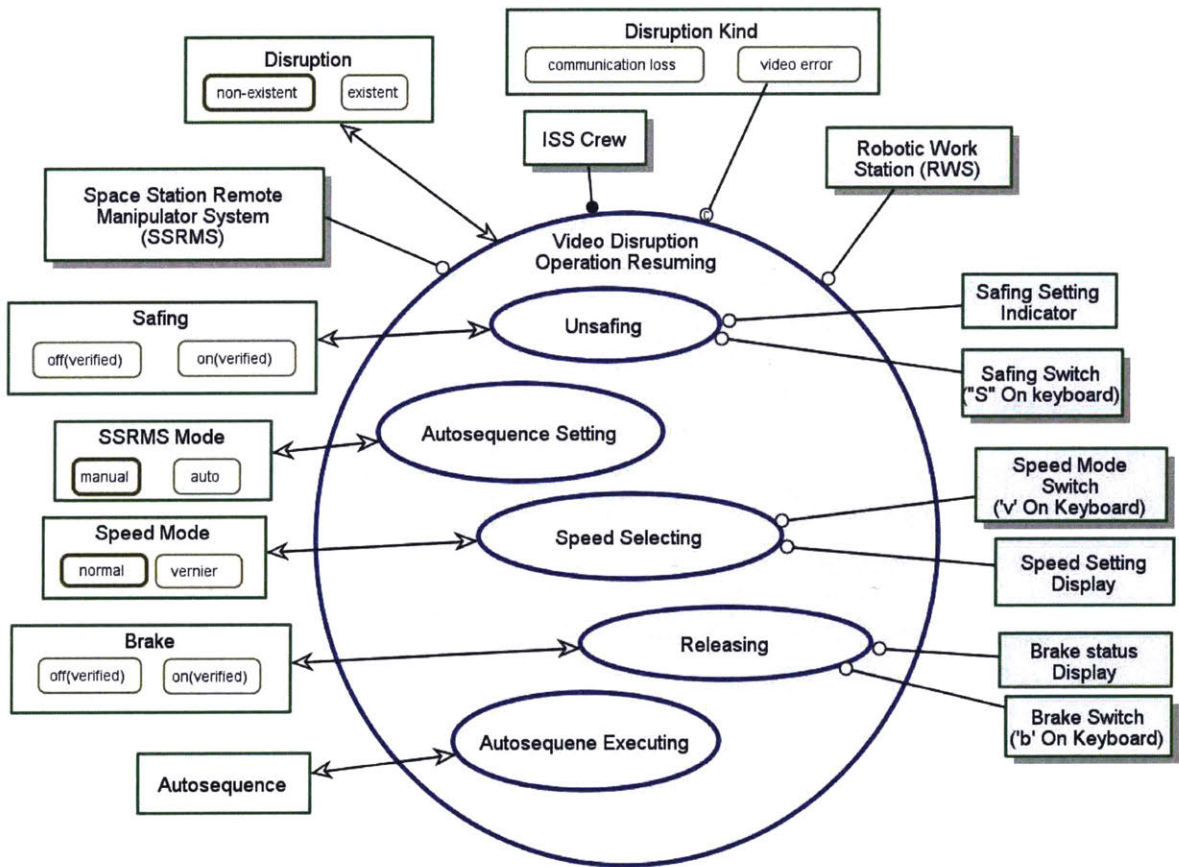 Disruption
non-existent
existent
Disruption Kind
communication loss
video error
ISS Crew
Robotic Work
Station (RWS)
Space Station Remote
Manipulator System
(SSRMS)
Video Disruption
Operation Resuming
Safing
off(verified)
on(verified)
Unsafing
Safing Setting
Indicator
Safing Switch
("S" On keyboard)
SSRMS Mode
manual
auto
Autosequence Setting
Speed Mode
Switch
('v' On Keyboard)
Speed Mode
normal
vernier
Speed Selecting
Speed Setting
Display
Brake
off(verified)
on(verified)
Releasing
Brake status
Display
Brake Switch
('b' On Keyboard)
Autosequene Executing
Autosequence